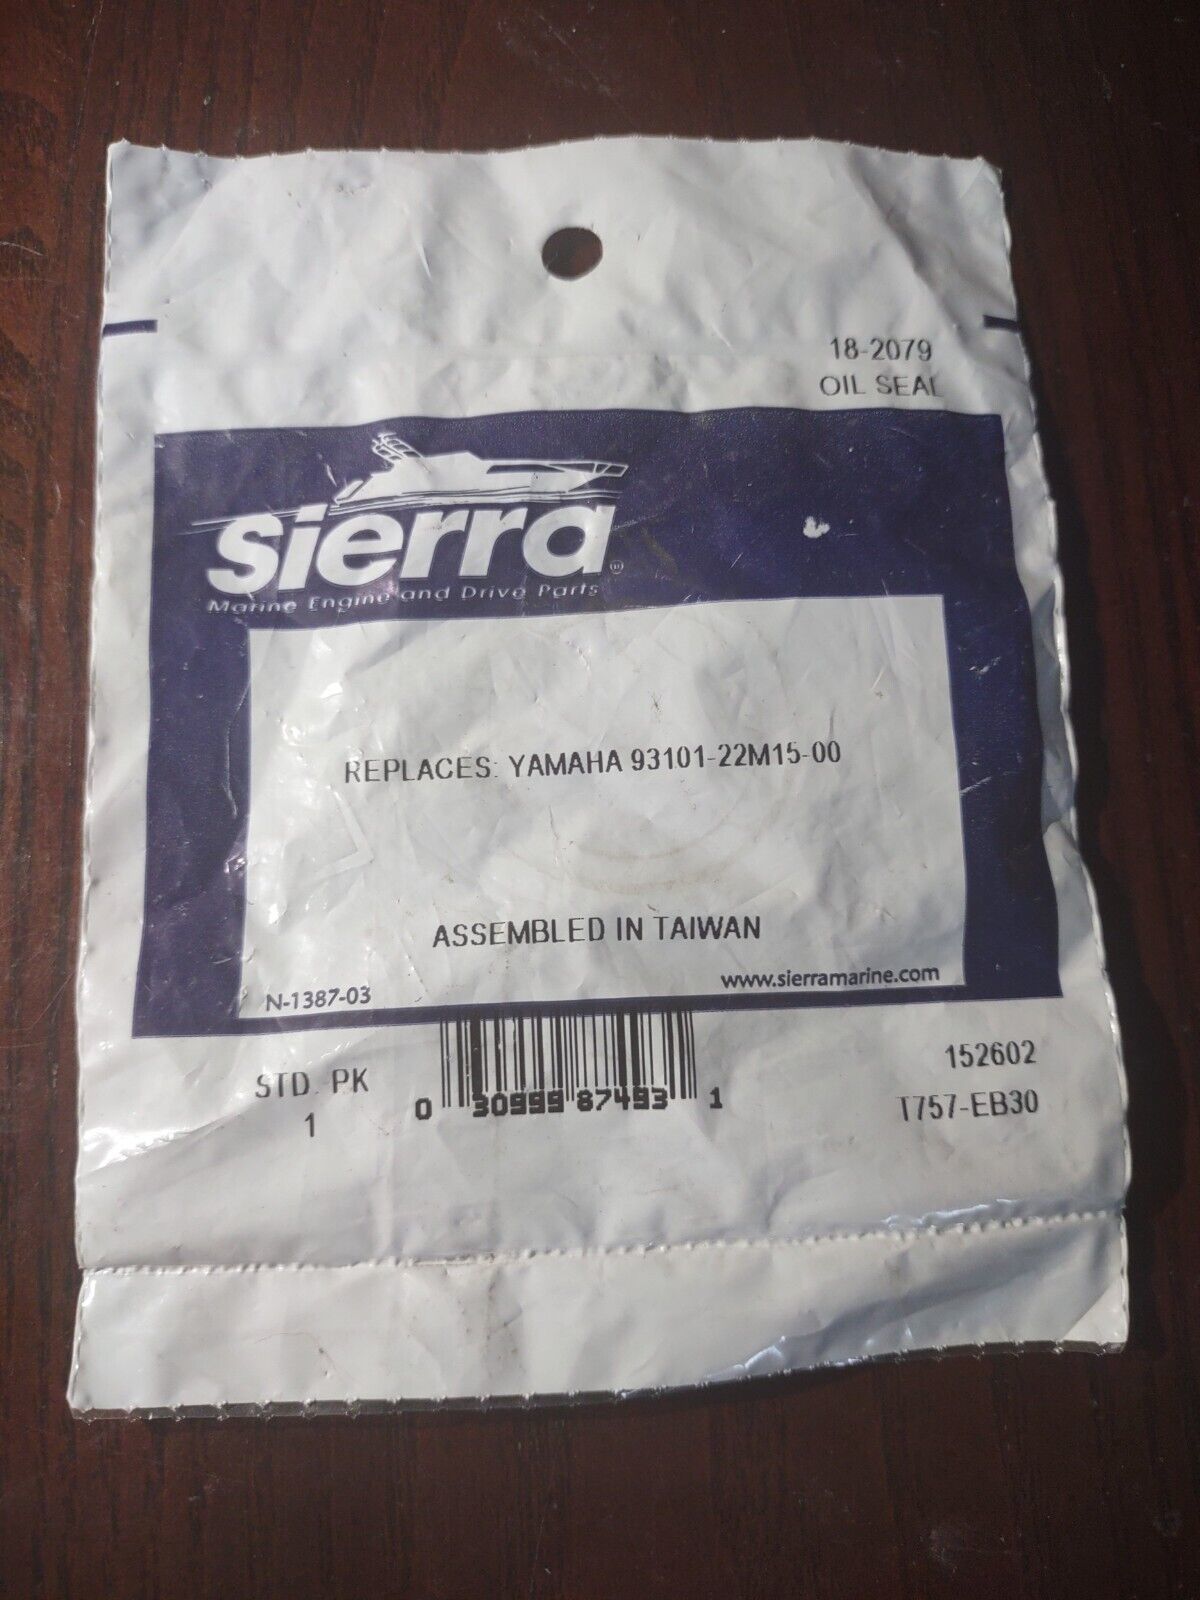 18-2079
OIL SEAL
sierra®
Marine Engine and Drive Parts
REPLACES: YAMAHA 93101-22M15-00
ASSEMBLED IN TAIWAN
www.sierramarine.com
N-1387-03
STD. PK
1
0 30999 87493 1
152602
T757-EB30